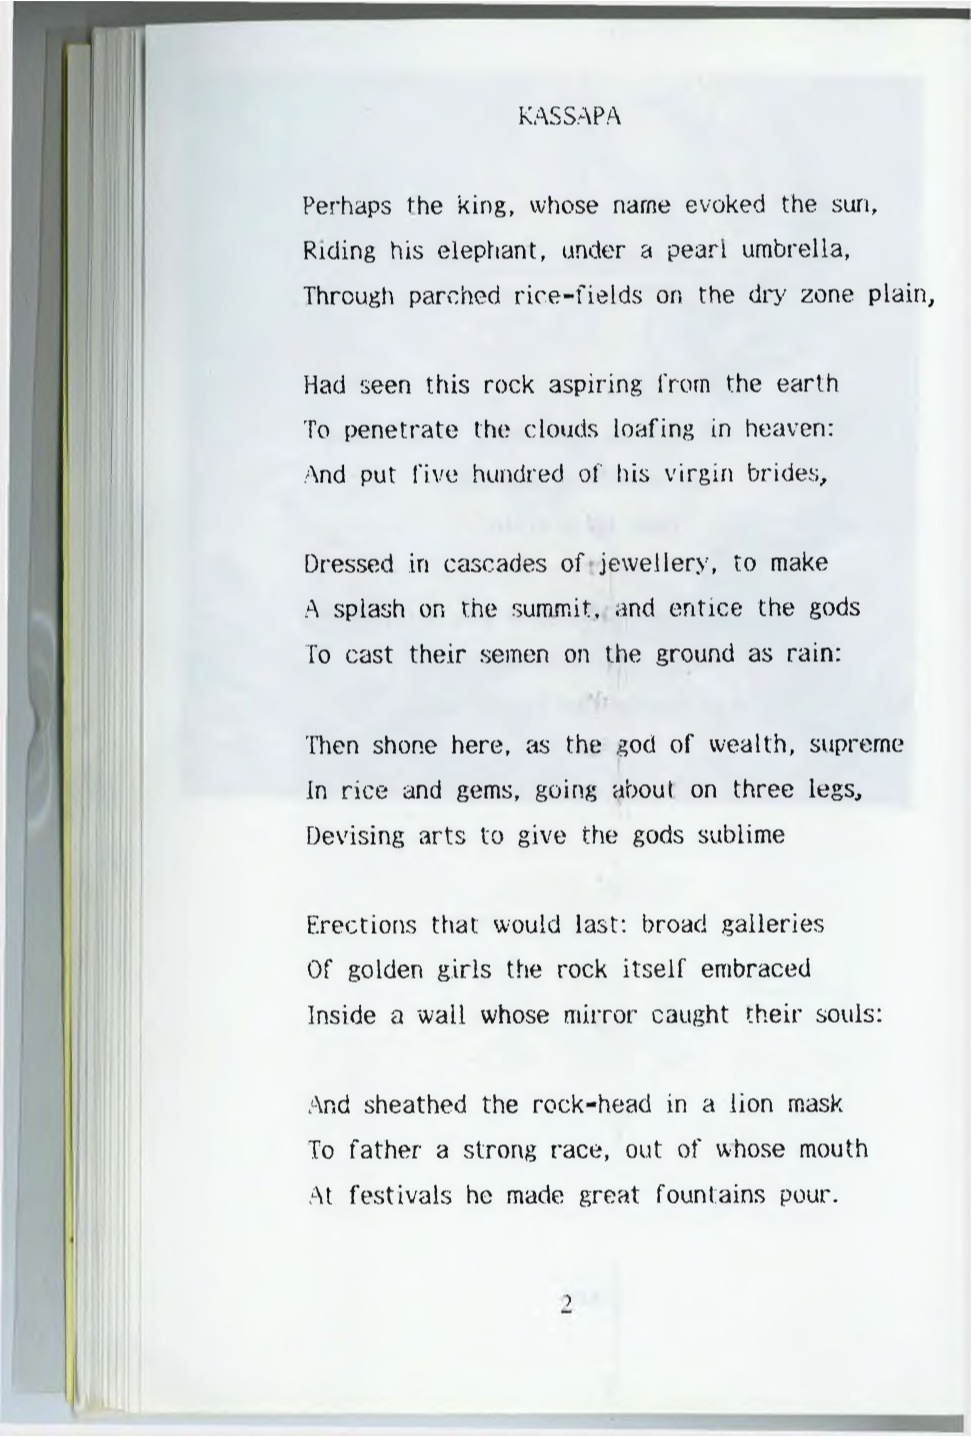 KASSAPA
Perhaps the king, whose name evoked the sun,
Riding his elephant, under a pearl umbrella,
Through parched rice-fields on the dry zone plain,
Had seen this rock aspiring from the earth
To penetrate the clouds loafing in heaven:
And put five hundred of his virgin brides,
Dressed in cascades of jewellery, to make
A splash on the summit, and entice the gods
To cast their semen on the ground as rain:
Then shone here, as the god of wealth, supreme
In rice and gems, going about on three legs,
Devising arts to give the gods sublime
Erections that would last: broad galleries
Of golden girls the rock itself embraced
Inside a wall whose mirror caught their souls:
And sheathed the rock-head in a lion mask
To father a strong race, out of whose mouth
At festivals he made great fountains pour.
2